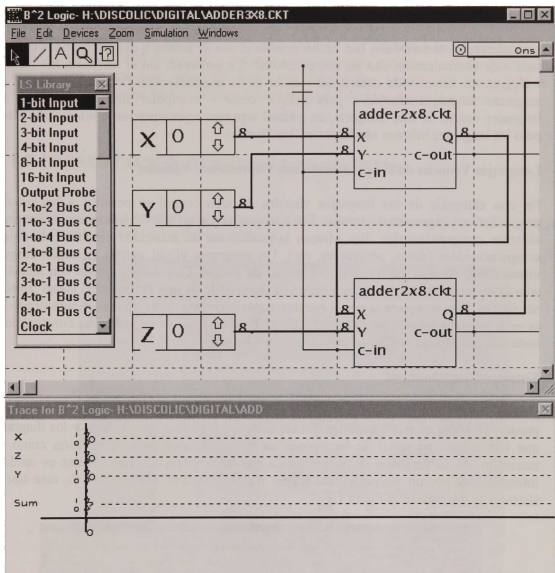 B^2 Logic- H:\DISCOLIC\DIGITAL\ADDER3X8.CKT
File Edit Devices Zoom Simulation Windows
A
0ns
LS Library
1-bit Input
2-bit Input
3-bit Input
4-bit Input
8-bit Input
16-bit Input
Output Probe
1-to-2 Bus Cc
1-to-3 Bus Cc
1-to-4 Bus Cc
1-to-8 Bus Cc
2-to-1 Bus Cc
3-to-1 Bus Cc
4-to-1 Bus Cc
8-to-1 Bus Cc
Clock
X 0 8
Y 0 8
Z 0 8
adder2x8.ckt
8 X Q 8
8 Y c-out
c-in
adder2x8.ckt
8 X Q 8
8 Y c-out
c-in
Trace for B^2 Logic- H:\DISCOLIC\DIGITAL\ADD
X
Z
Y
Sum
0